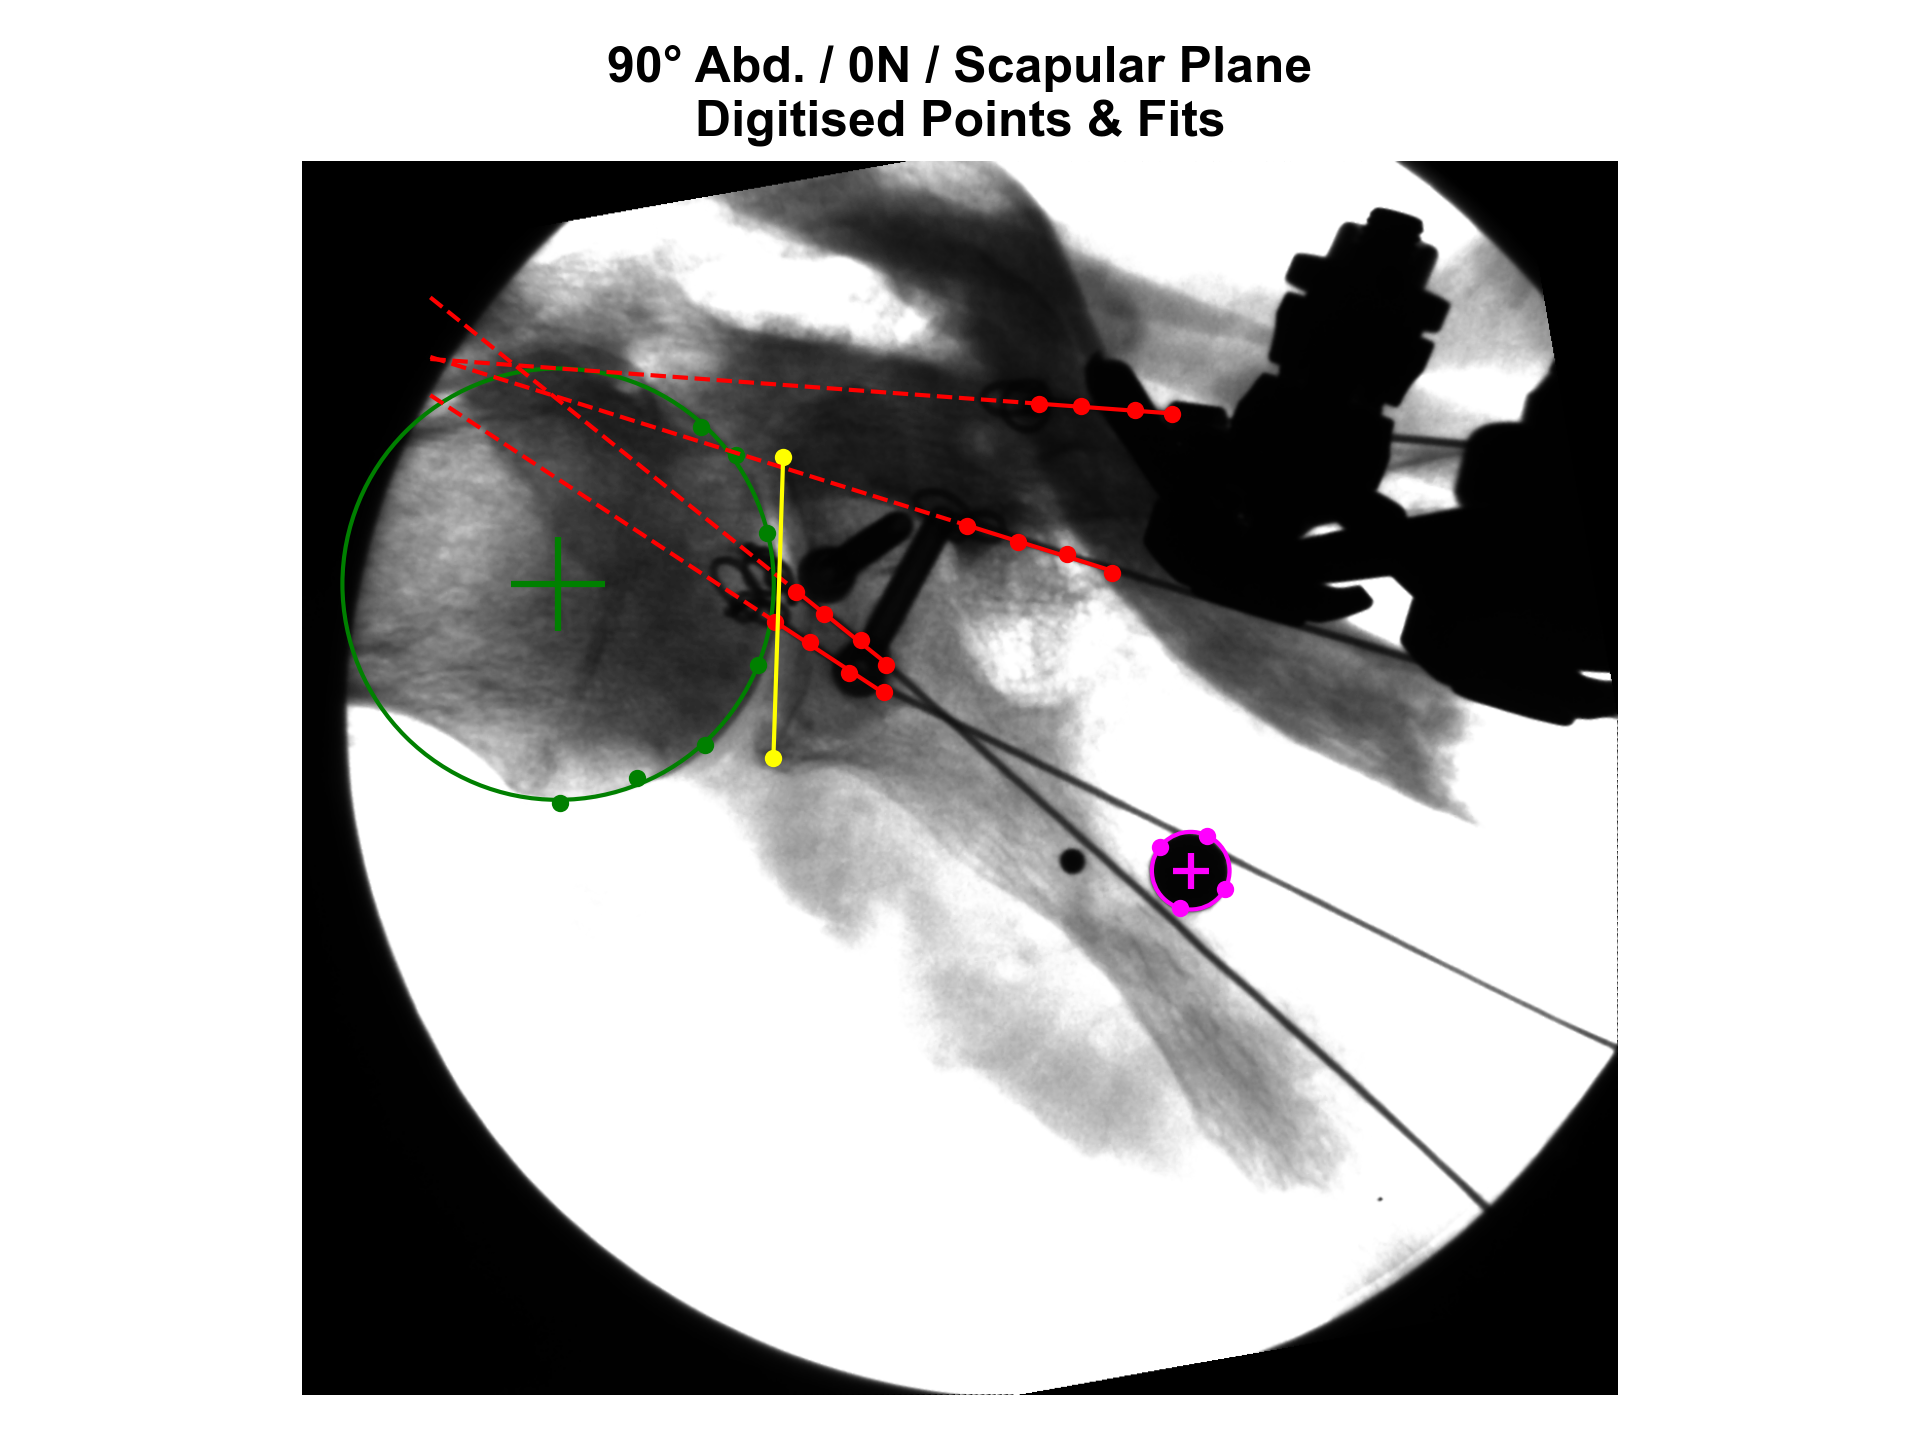 90° Abd. / 0N / Scapular Plane
Digitised Points & Fits